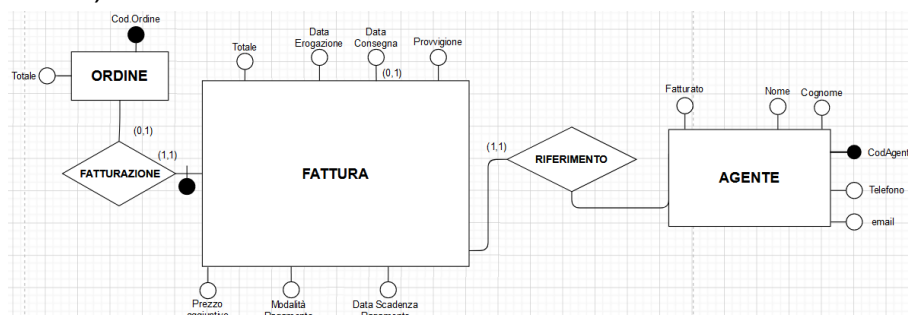 Cod.Ordine
Totale
ORDINE
(0,1)
(1,1)
FATTURAZIONE
Totale
Data
Erogazione
Data
Consegna
(0,1)
Provvigione
FATTURA
Prezzo
Modalità
Data Scadenza
(1,1)
RIFERIMENTO
Fatturato
Nome
Cognome
AGENTE
CodAgent
Telefono
email